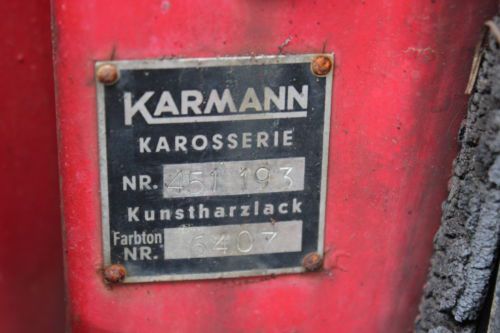 KARMANN
KAROSSERIE
NR. 451 193
Kunstharzlack
Farbton
NR. 6407